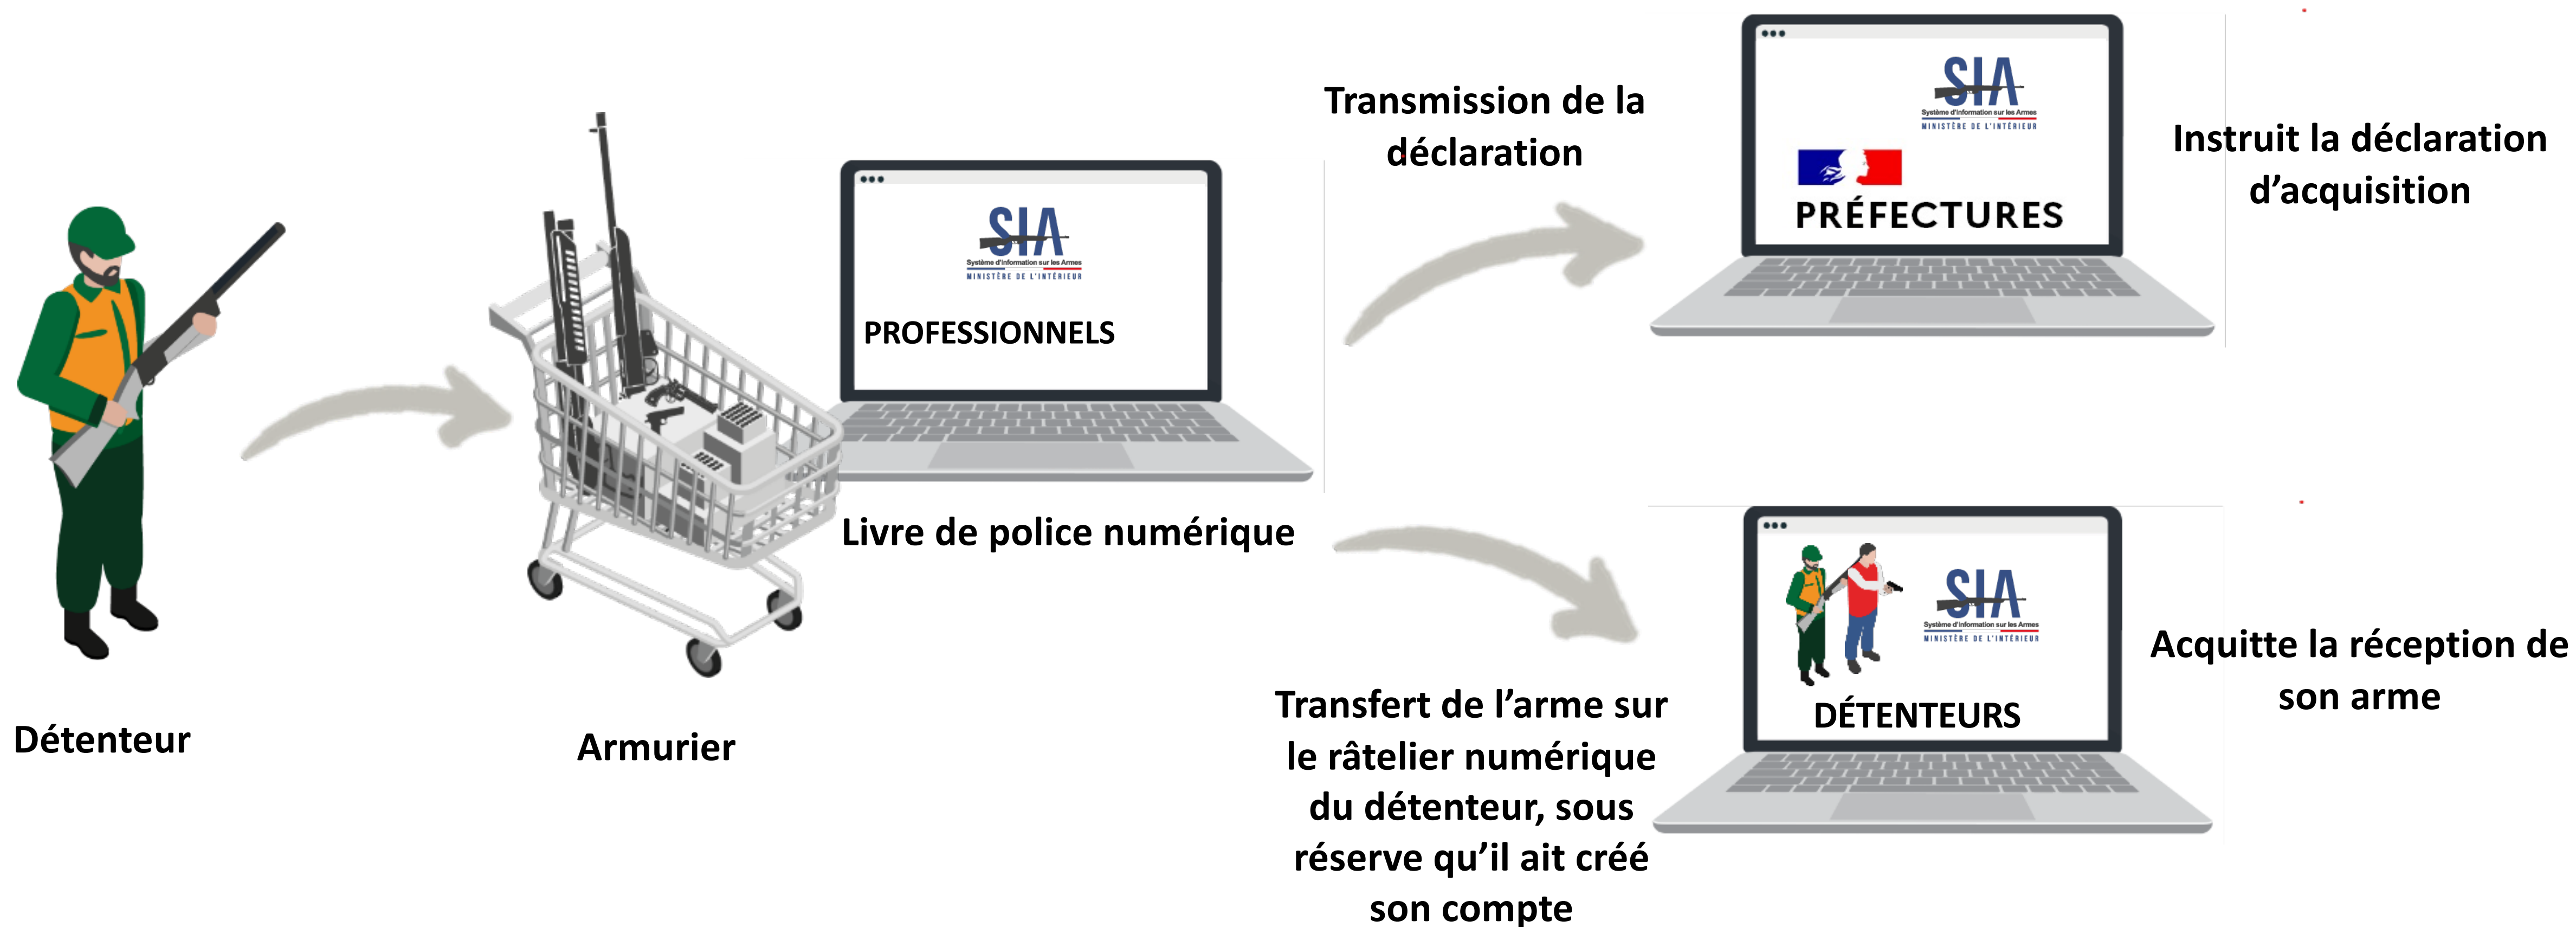 Détenteur
Armurier
SIA
Système d'Information sur les Armes
MINISTÈRE DE L'INTÉRIEUR
PROFESSIONNELS
Livre de police numérique
Transmission de la
déclaration
SIA
Système d'Information sur les Armes
MINISTÈRE DE L'INTÉRIEUR
PRÉFECTURES
Instruit la déclaration
d’acquisition
Transfert de l’arme sur
le râtelier numérique
du détenteur, sous
réserve qu’il ait créé
son compte
SIA
Système d'Information sur les Armes
MINISTÈRE DE L'INTÉRIEUR
DÉTENTEURS
Acquitte la réception de
son arme